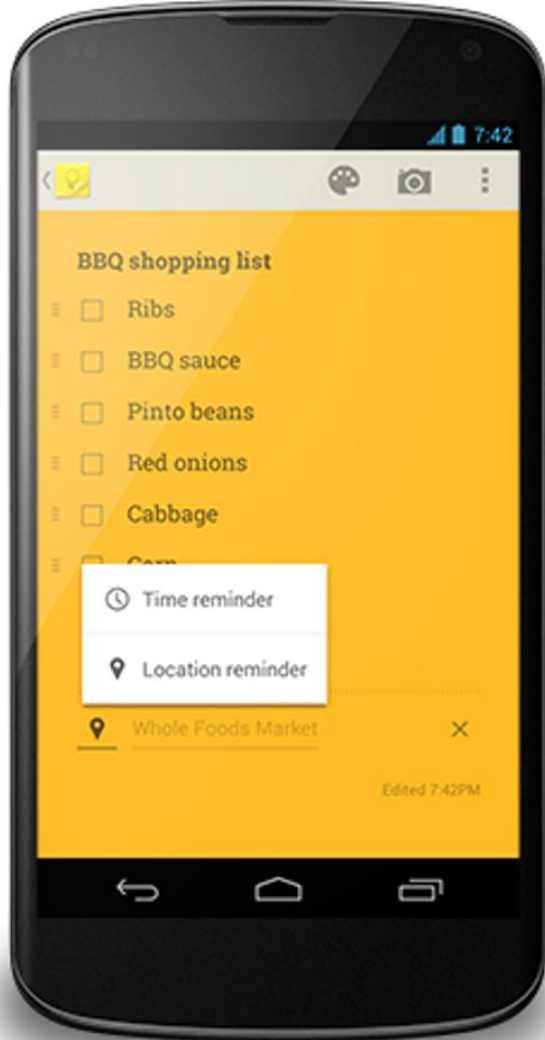 7:42
BBQ shopping list
Ribs
BBQ sauce
Pinto beans
Red onions
Cabbage
Corn
Time reminder
Location reminder
Whole Foods Market
Edited 7:42PM